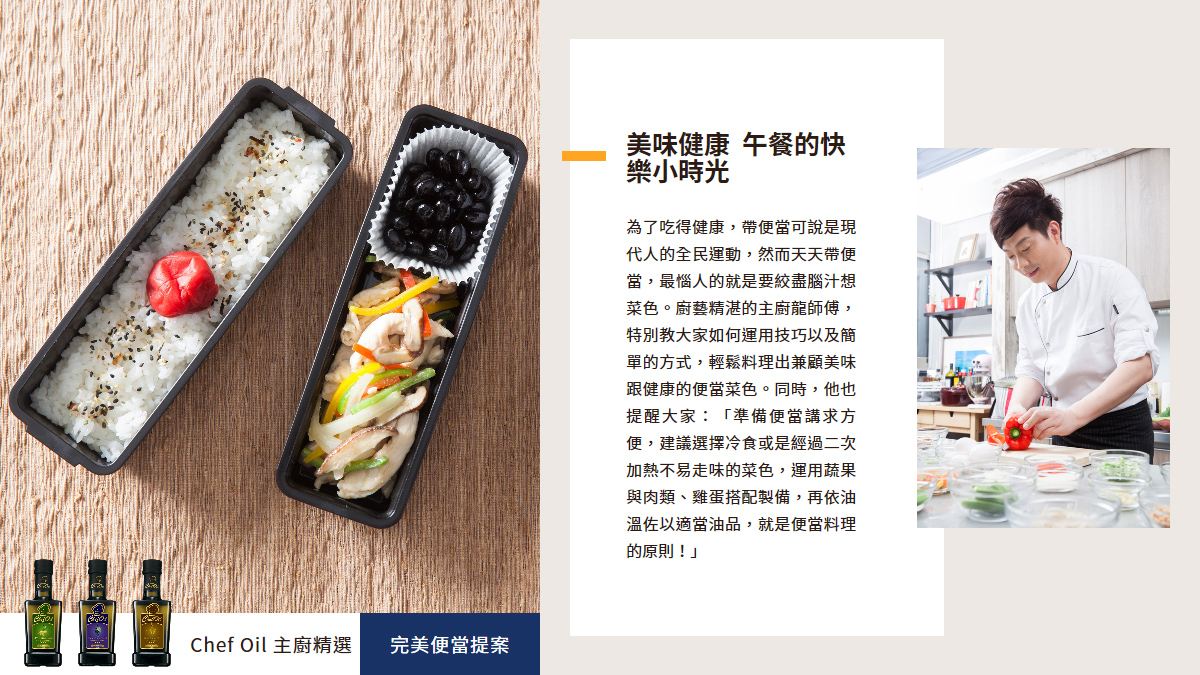 美味健康 午餐的快
樂小時光
為了吃得健康，帶便當可說是現
代人的全民運動，然而天天帶便
當，最惱人的就是要絞盡腦汁想
菜色。廚藝精湛的主廚龍師傅，
特別教大家如何運用技巧以及簡
單的方式，輕鬆料理出兼顧美味
跟健康的便當菜色。同時，他也
提醒大家：「準備便當講求方
便，建議選擇冷食或是經過二次
加熱不易走味的菜色，運用蔬果
與肉類、雞蛋搭配製備，再依油
溫佐以適當油品，就是便當料理
的原則！」
Chef Oil 主廚精選
完美便當提案